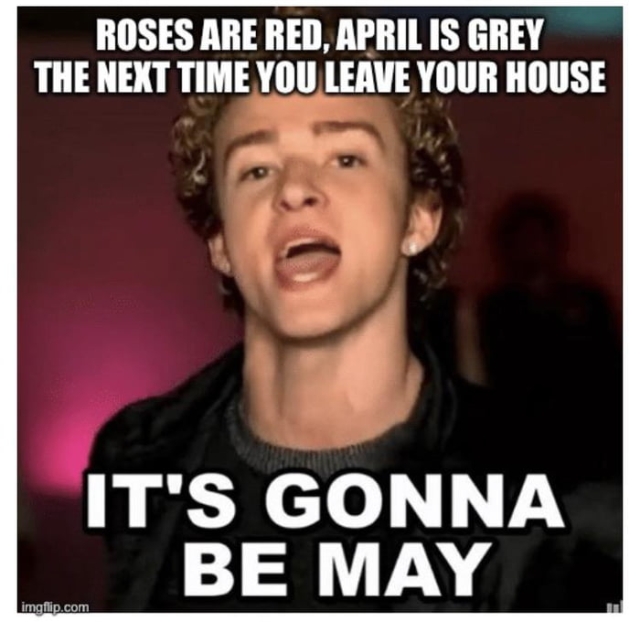 ROSES ARE RED, APRIL IS GREY
THE NEXT TIME YOU LEAVE YOUR HOUSE
IT'S GONNA
BE MAY
imgflip.com